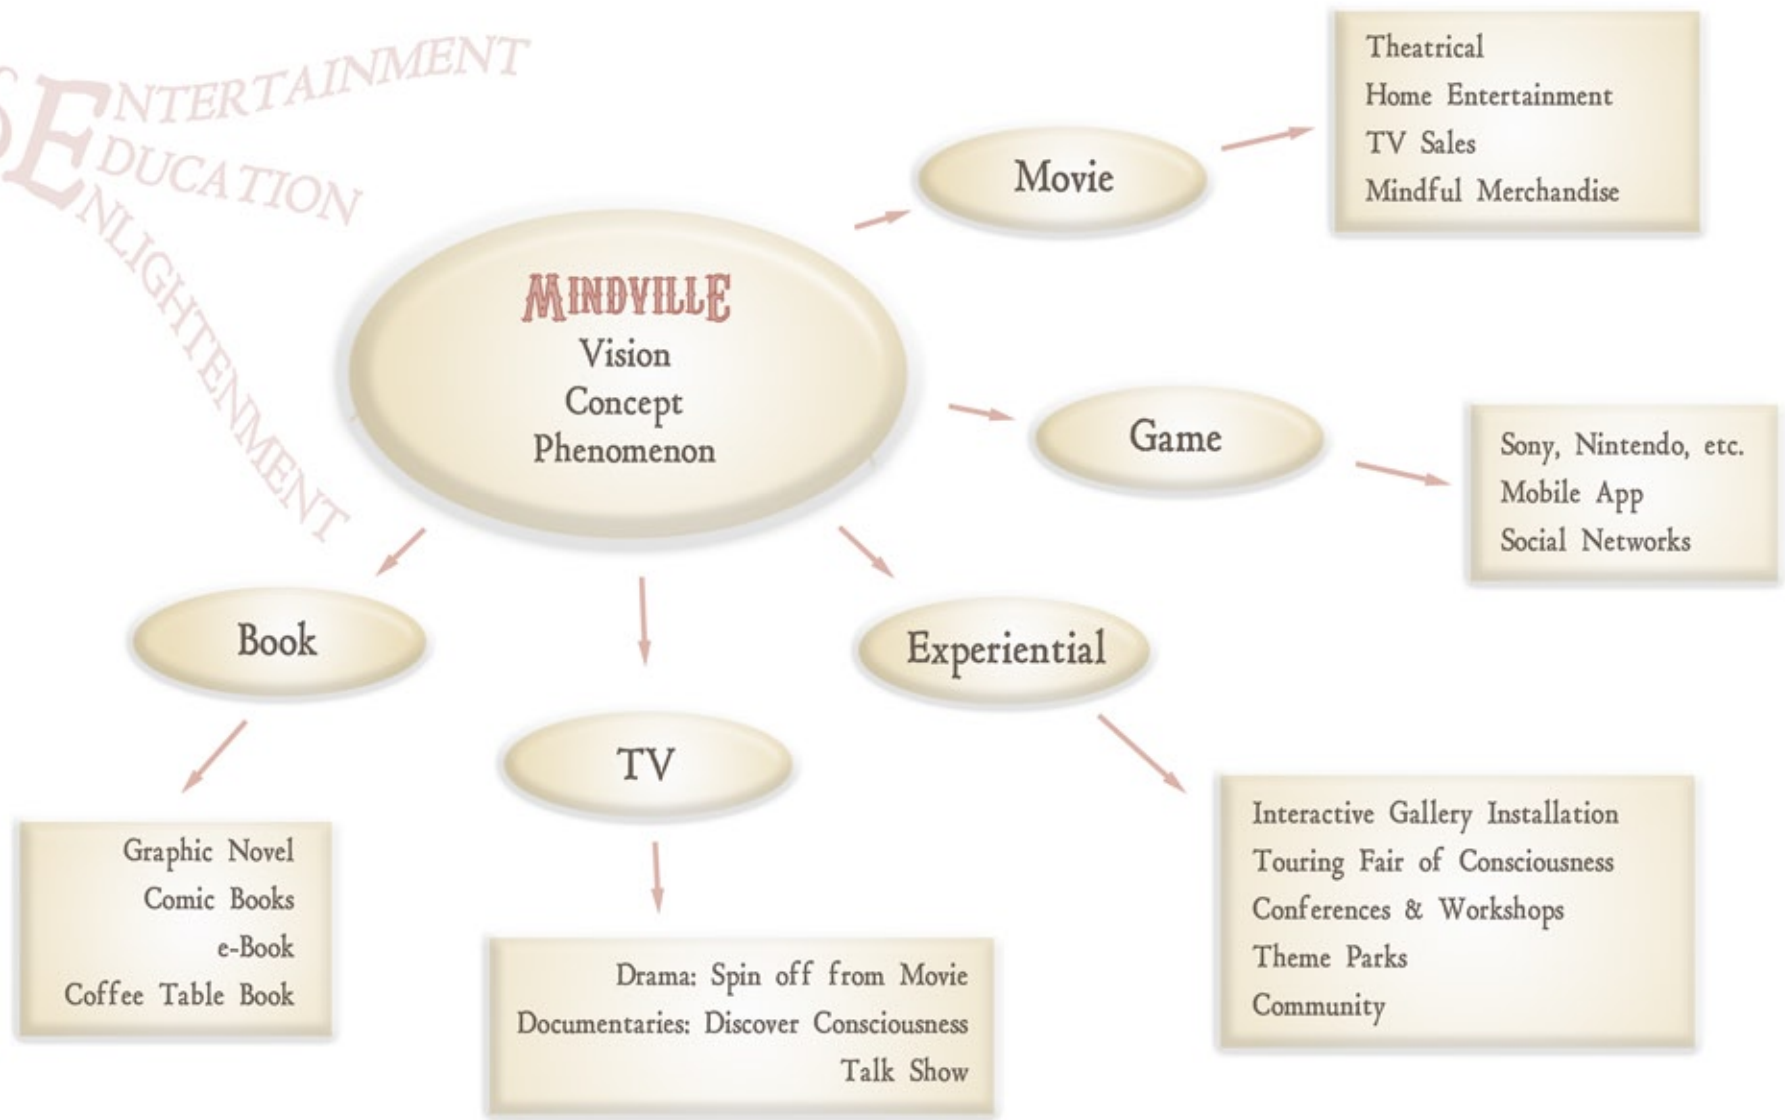 ENTERTAINMENT
EDUCATION
ENLIGHTENMENT
MINDVILLE
Vision
Concept
Phenomenon
Movie
Theatrical
Home Entertainment
TV Sales
Mindful Merchandise
Game
Sony, Nintendo, etc.
Mobile App
Social Networks
Experiential
Interactive Gallery Installation
Touring Fair of Consciousness
Conferences & Workshops
Theme Parks
Community
TV
Drama: Spin off from Movie
Documentaries: Discover Consciousness
Talk Show
Book
Graphic Novel
Comic Books
e-Book
Coffee Table Book